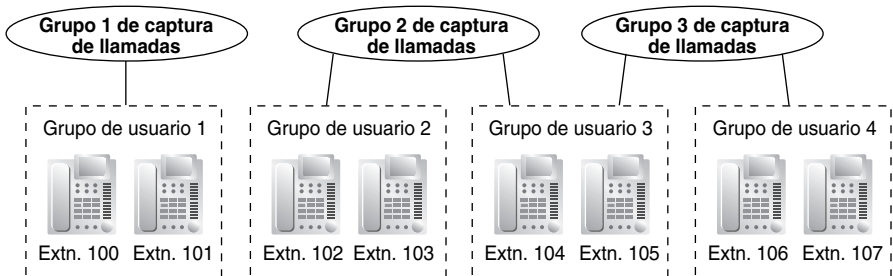 Grupo 1 de captura
de llamadas
Grupo 2 de captura
de llamadas
Grupo 3 de captura
de llamadas
Grupo de usuario 1
Grupo de usuario 2
Grupo de usuario 3
Grupo de usuario 4
Extn. 100 Extn. 101
Extn. 102 Extn. 103
Extn. 104 Extn. 105
Extn. 106 Extn. 107